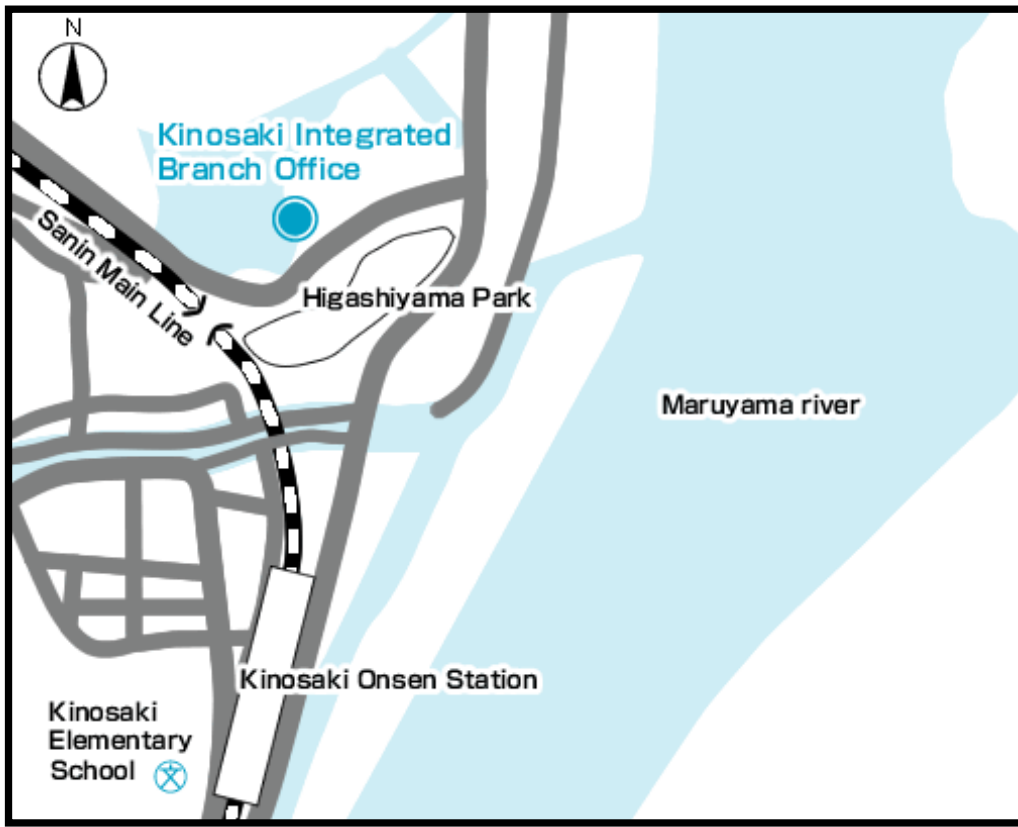 N
Kinosaki Integrated
Branch Office
Sanin Main Line
Higashiyama Park
Maruyama river
Kinosaki Onsen Station
Kinosaki
Elementary
School